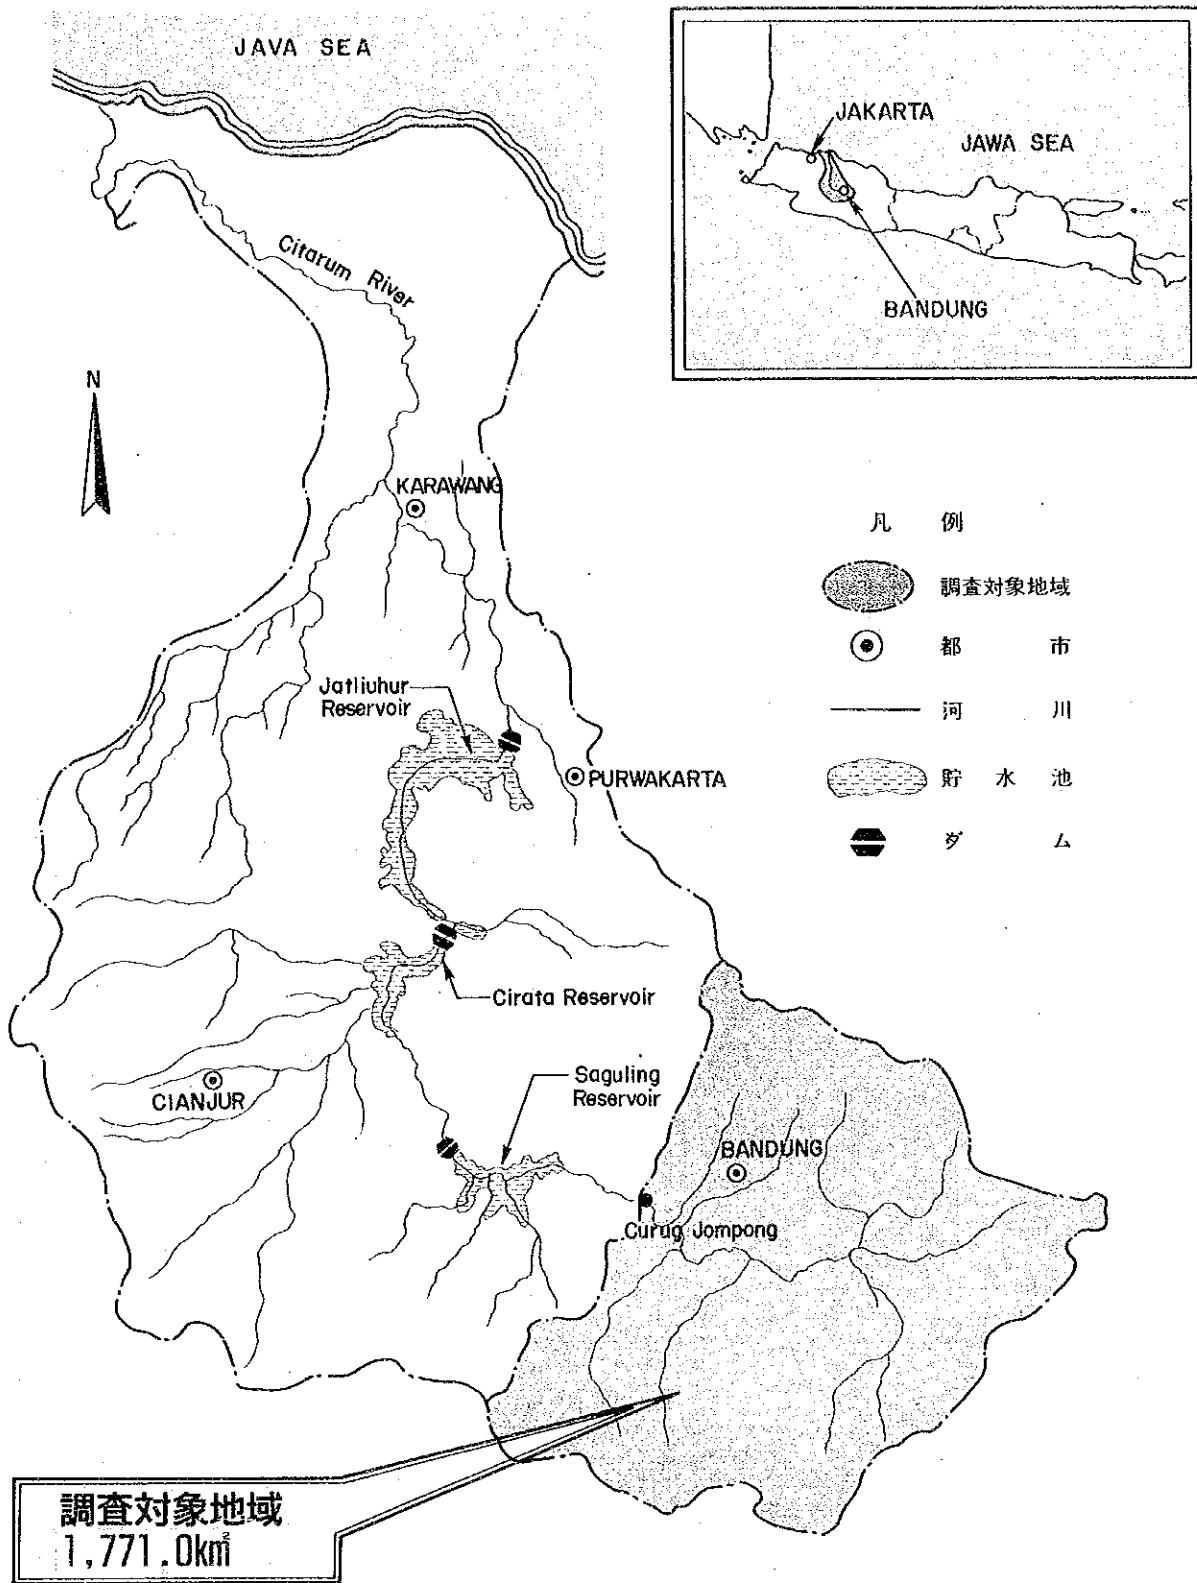 JAVA SEA
JAKARTA
JAWA SEA
BANDUNG
Citarum River
N
KARAWANG
凡 例
調査対象地域
都 市
河 川
貯 水 池
ダ ム
Jatliuhur
Reservoir
PURWAKARTA
Cirata Reservoir
Saguling
Reservoir
CIANJUR
BANDUNG
Curug Jompong
調査対象地域
1,771.0km²